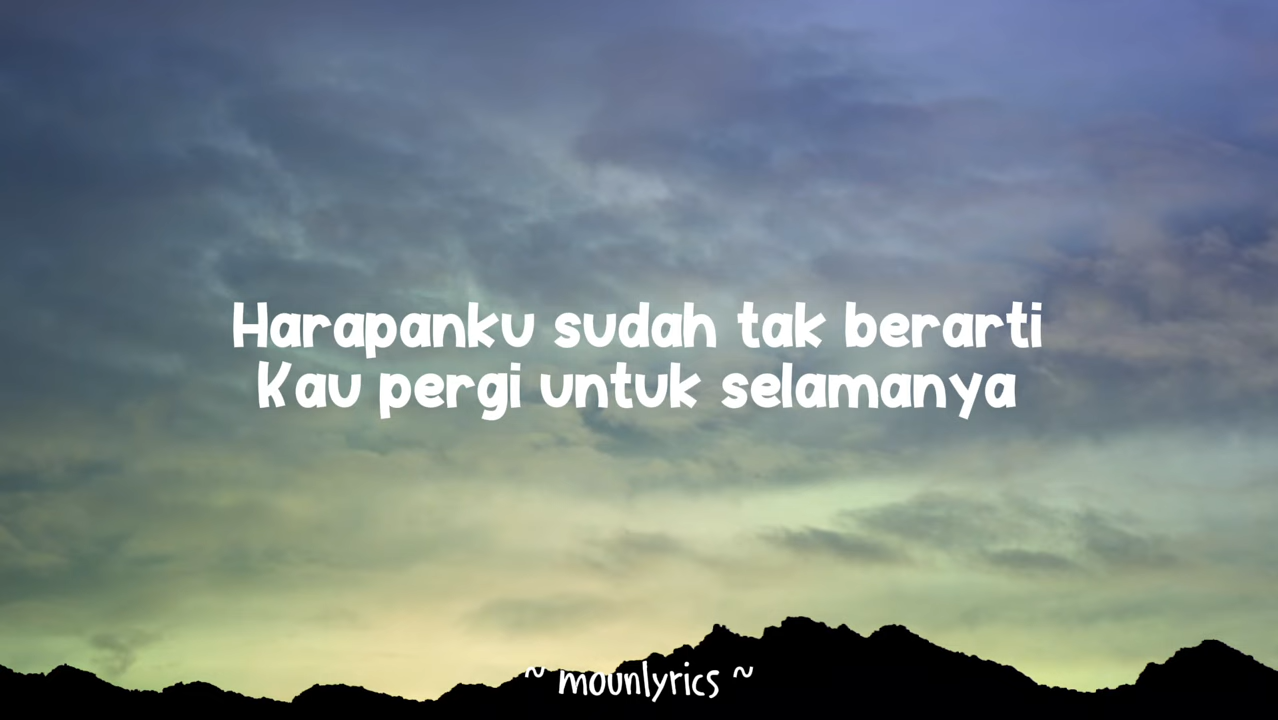 Harapanku sudah tak berarti
Kau pergi untuk selamanya
~ mounlyrics ~